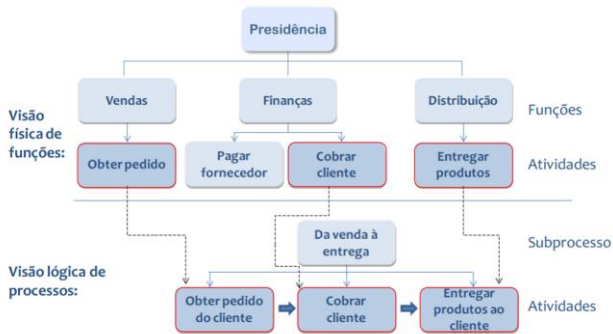 Presidência
Vendas
Finanças
Distribuição
Funções
Visão
física de
funções:
Obter pedido
Pagar
fornecedor
Cobrar
cliente
Entregar
produtos
Atividades
Da venda à
entrega
Subprocesso
Visão lógica de
processos:
Obter pedido
do cliente
Cobrar
cliente
Entregar
produtos ao
cliente
Atividades